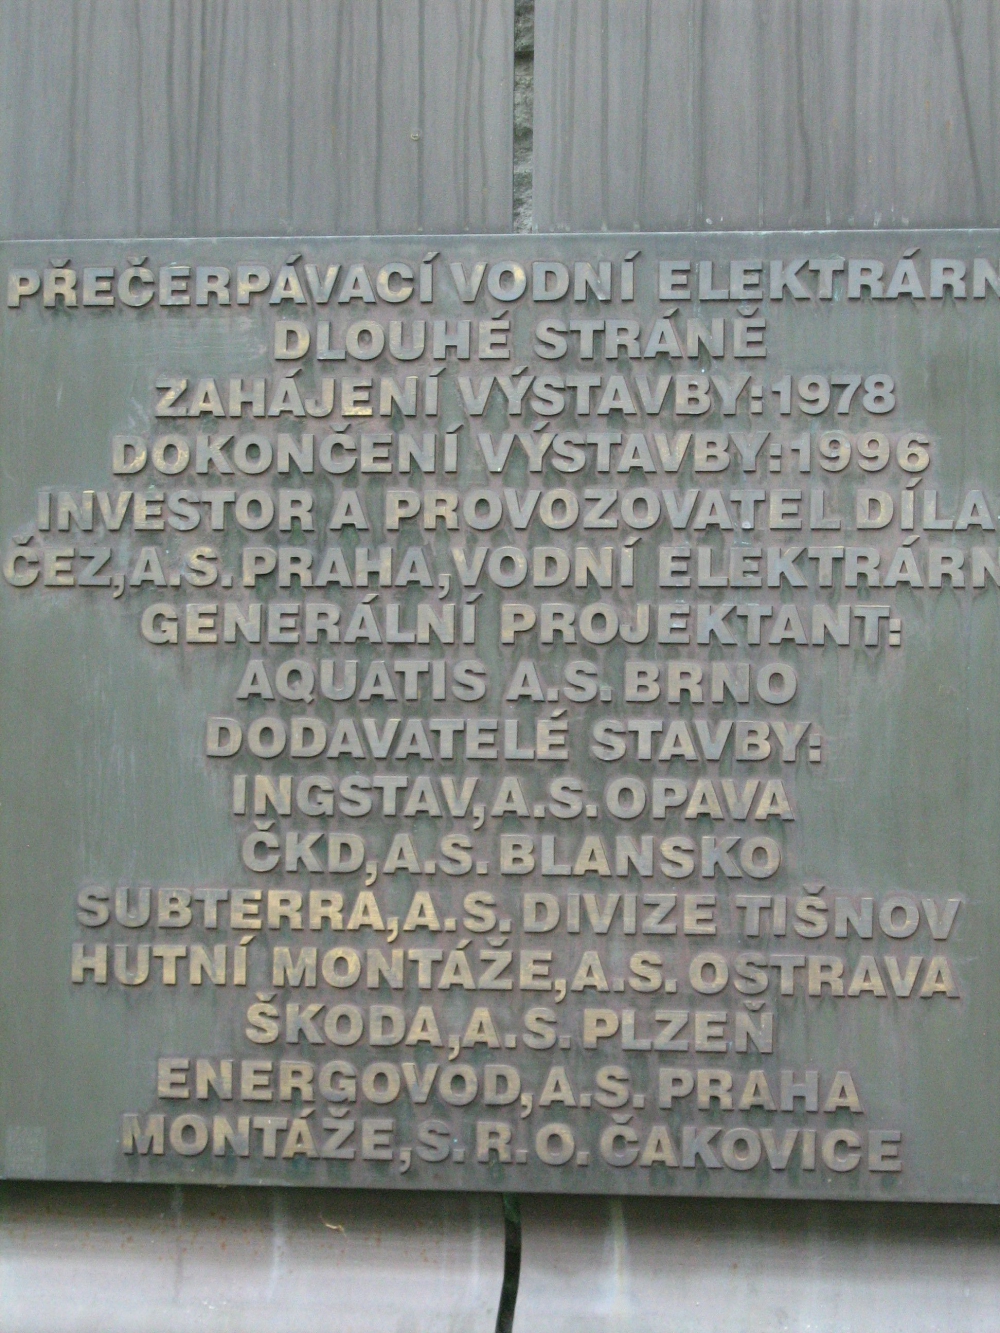 PŘEČERPÁVACÍ VODNÍ ELEKTRÁRN
DLOUHÉ STRÁNĚ
ZAHÁJENÍ VÝSTAVBY:1978
DOKONČENÍ VÝSTAVBY:1996
INVESTOR A PROVOZOVATEL DÍLA
ČEZ,A.S PRAHA,VODNÍ ELEKTRÁRN
GENERÁLNÍ PROJEKTANT:
AQUATIS A.S. BRNO
DODAVATELÉ STAVBY:
INGSTAV,A.S.OPAVA
ČKD,A.S.BLANSKO
SUBTERRA,A.S.DIVIZE TIŠNOV
HUTNÍ MONTÁŽE,A.S.OSTRAVA
ŠKODA,A.S.PLZEŇ
ENERGOVOD,A.S.PRAHA
MONTÁŽE,S.R.O.ČAKOVICE